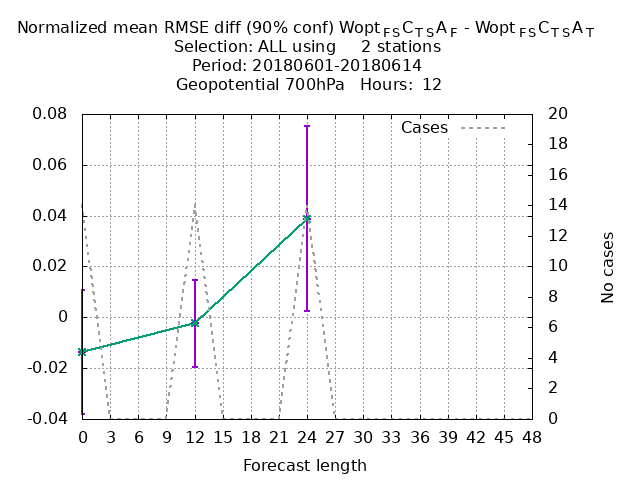 Normalized mean RMSE diff (90% conf) Wopt FS C TS A F - Wopt FS C TS A T
Selection: ALL using 2 stations
Period: 20180601-20180614
Geopotential 700hPa Hours: 12
Cases
0.08
0.06
0.04
0.02
0
-0.02
-0.04
20
18
16
14
12
10
8
6
4
2
0
No cases
0 3 6 9 12 15 18 21 24 27 30 33 36 39 42 45 48
Forecast length